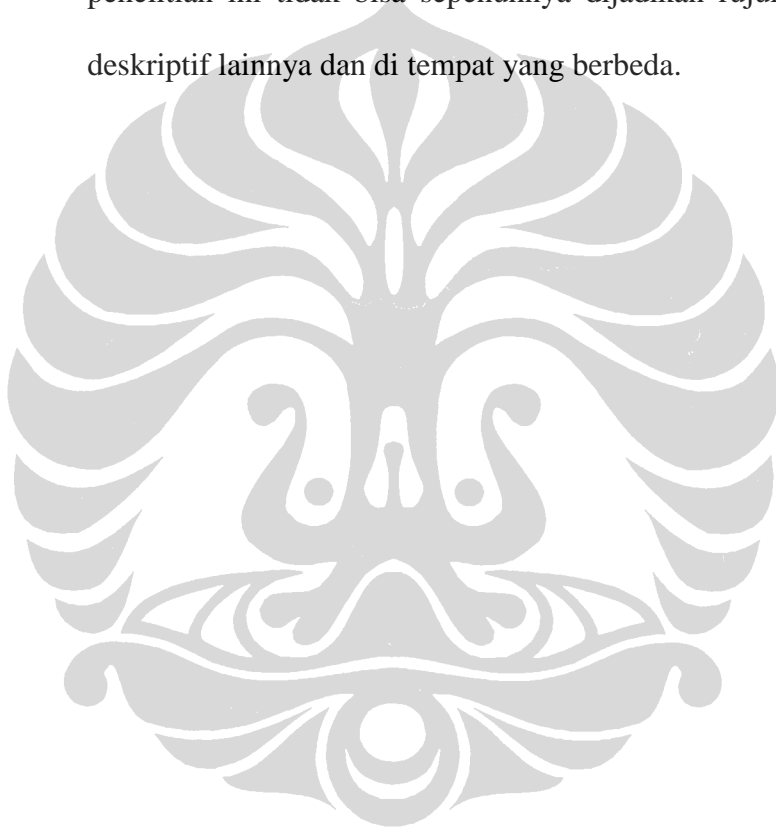 penelitian ini tidak bisa sepenuhnya dijadikan
deskriptif lainnya dan di tempat yang berbeda.